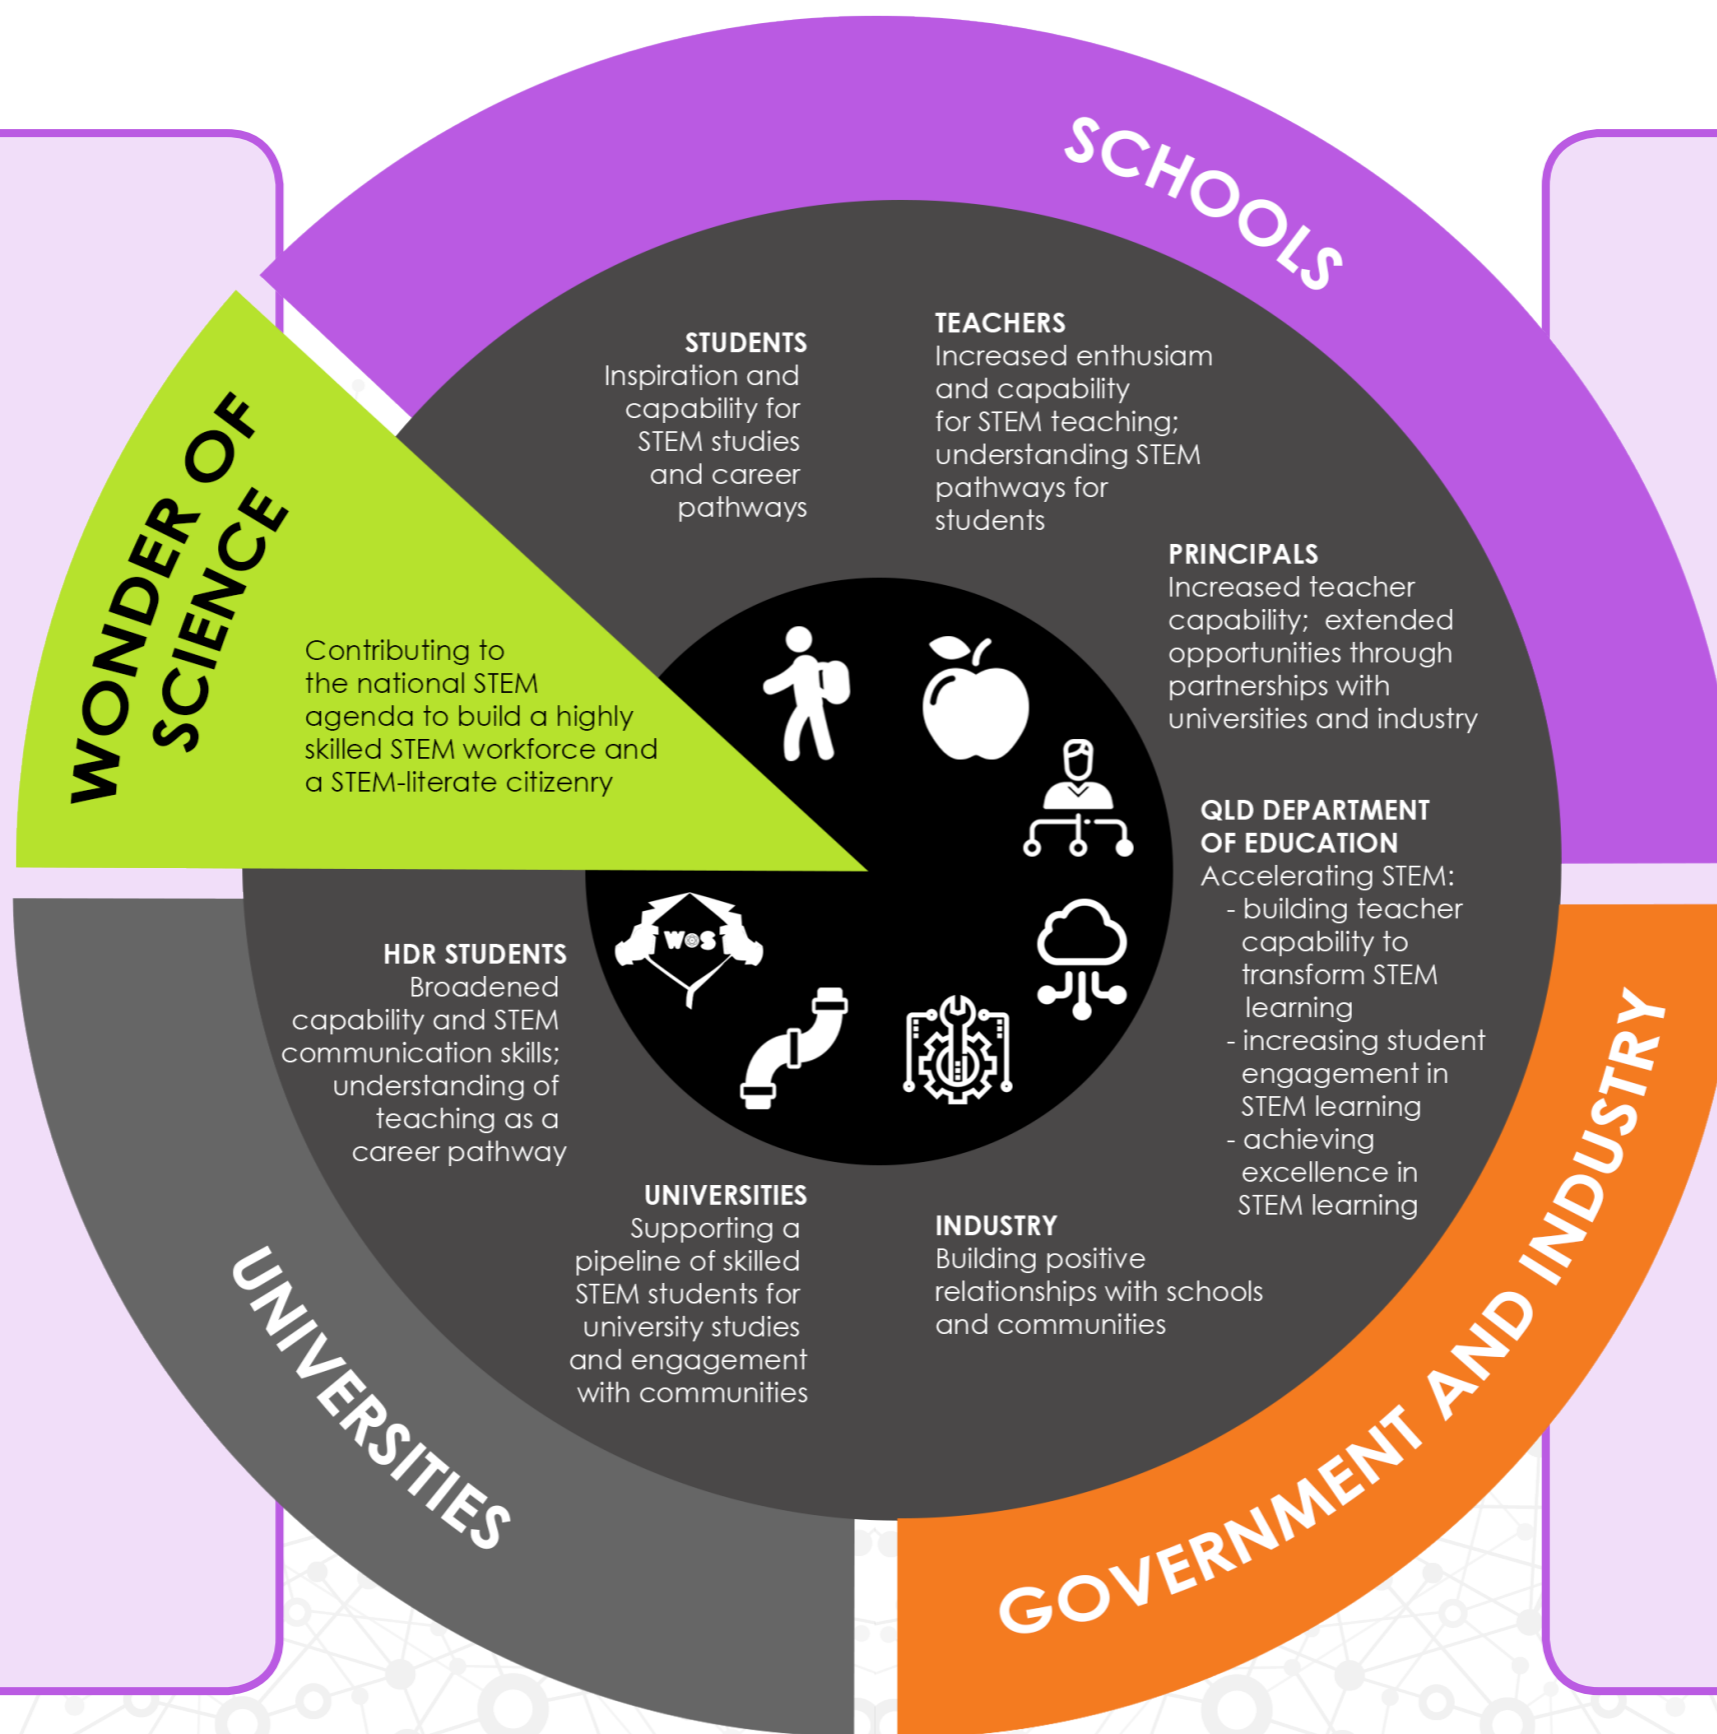 SCHOOLS
STUDENTS
Inspiration and
capability for
STEM studies
and career
pathways
TEACHERS
Increased enthusiam
and capability
for STEM teaching;
understanding STEM
pathways for
students
PRINCIPALS
Increased teacher
capability; extended
opportunities through
partnerships with
universities and industry
WONDER OF
SCIENCE
Contributing to
the national STEM
agenda to build a highly
skilled STEM workforce and
a STEM-literate citizenry
QLD DEPARTMENT
OF EDUCATION
Accelerating STEM:
- building teacher
capability to
transform STEM
learning
- increasing student
engagement in
STEM learning
- achieving
excellence in
STEM learning
WOS
HDR STUDENTS
Broadened
capability and STEM
communication skills;
understanding of
teaching as a
career pathway
UNIVERSITIES
Supporting a
pipeline of skilled
STEM students for
university studies
and engagement
with communities
INDUSTRY
Building positive
relationships with schools
and communities
UNIVERSITIES
GOVERNMENT AND INDUSTRY